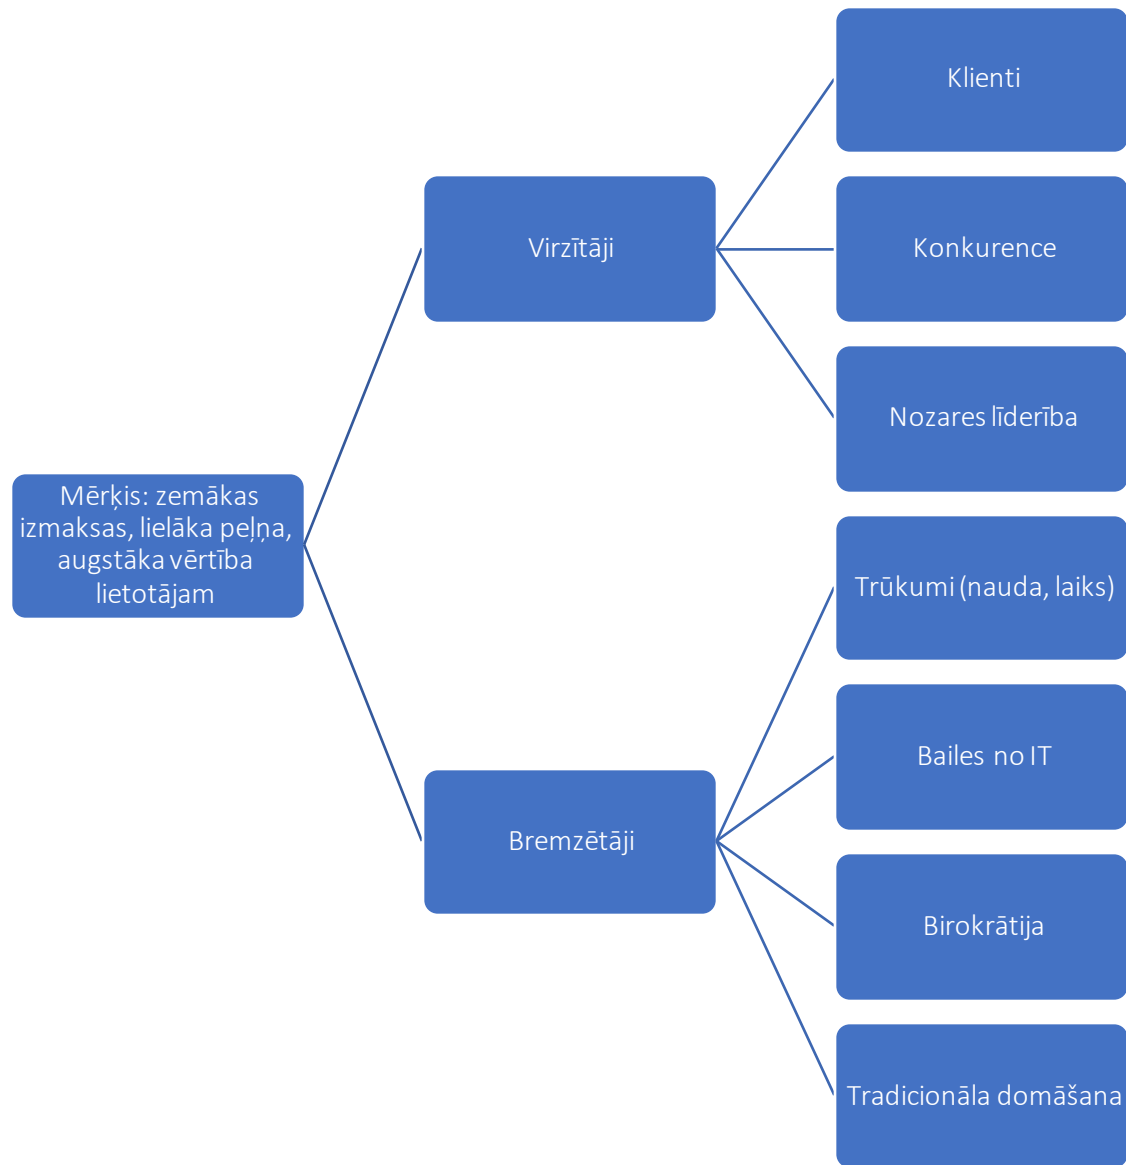 Klienti
Virzītāji
Konkurence
Nozares līderība
Mērķis: zemākas
izmaksas, lielāka peļņa,
augstāka vērtība
lietotājam
Trūkumi (nauda, laiks)
Bailes no IT
Bremzētāji
Birokrātija
Tradicionāla domāšana